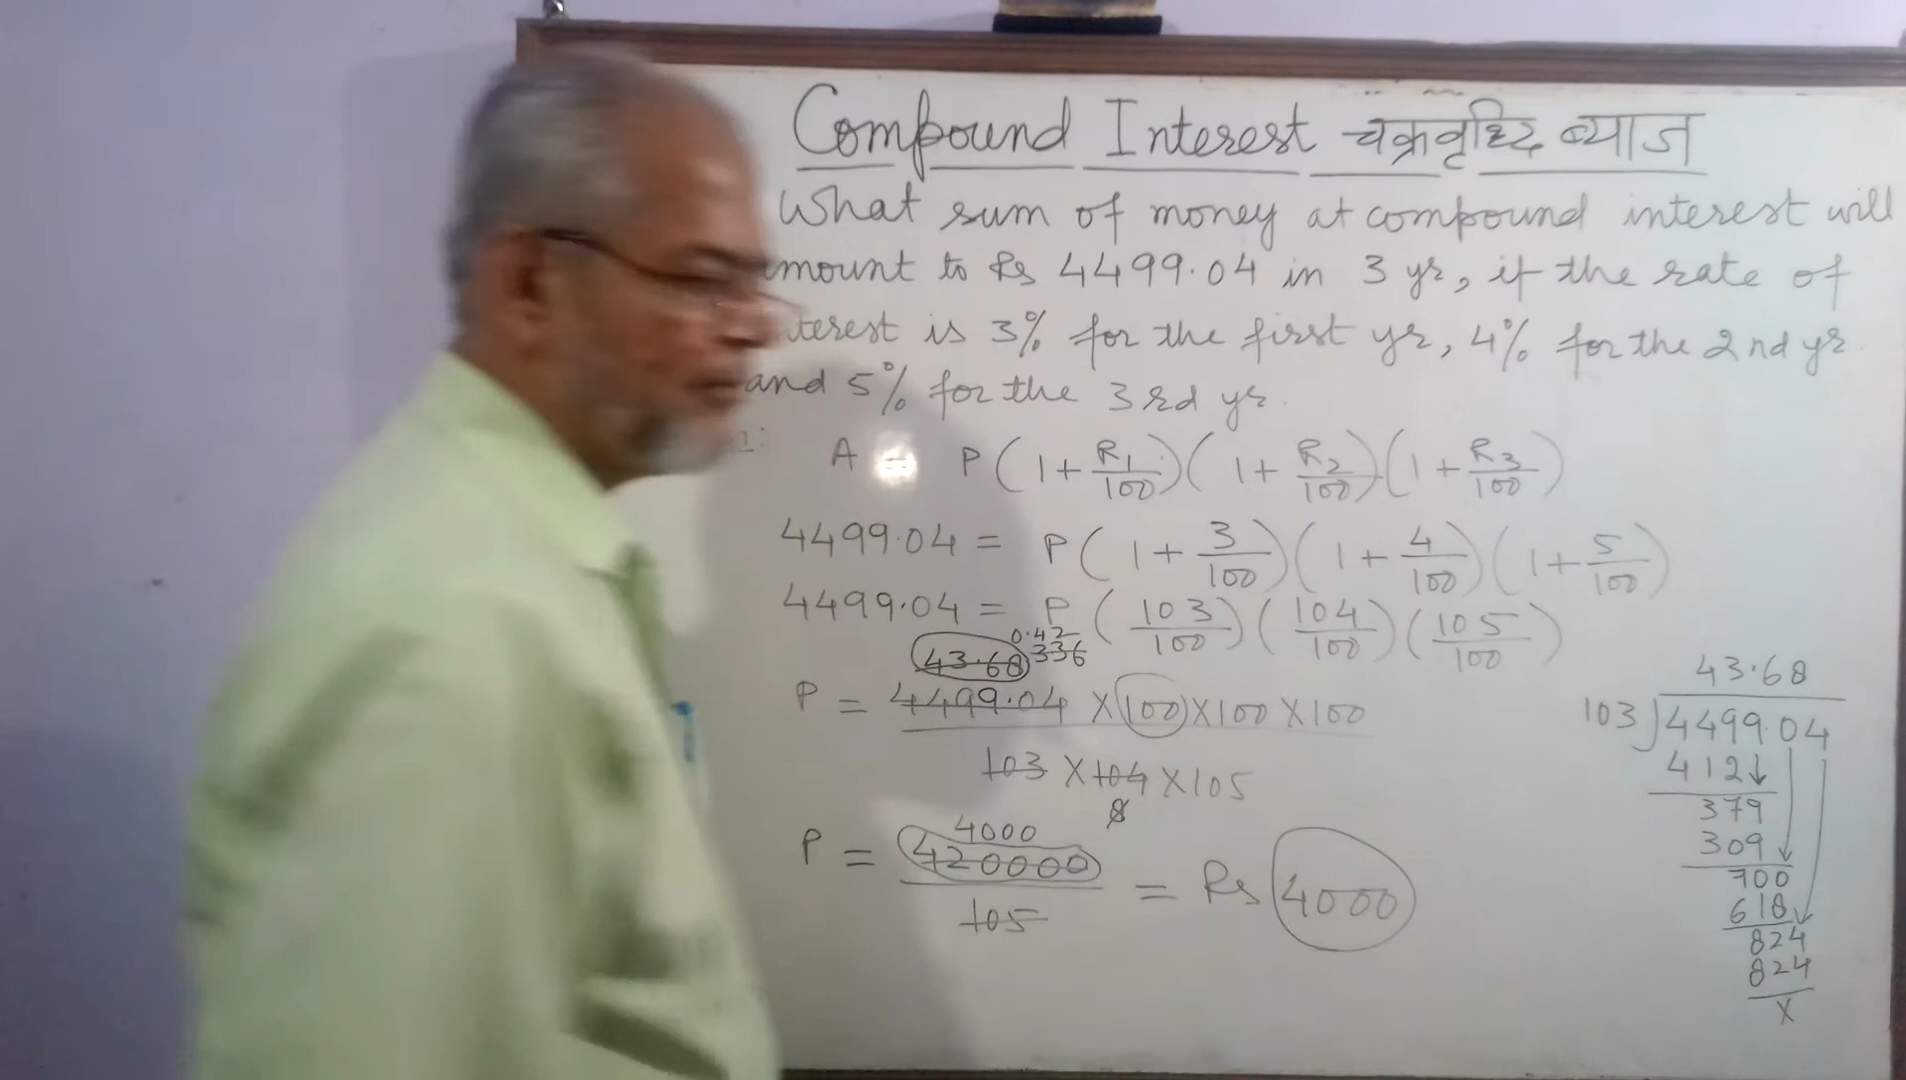 Compound Interest चक्रवृध्दि ब्याज
What sum of money at compound interest will
mount to Rs 4499.04 in 3 yr, if the rate of
terest is 3% for the first yr, 4% for the 2nd yr
and 5% for the 3rd yr.
A = P(1+R1/100)(1+R2/100)(1+R3/100)
4499.04 = P(1+3/100)(1+4/100)(1+5/100)
4499.04 = P(103/100)(104/100)(105/100)
0.42
43.68 336
P = 4499.04 X 100 X 100 X 100
103 X 104 X 105
8
4000
P = 420000/105 = Rs 4000
43.68
103)4499.04
412
379
309
700
618
824
824
X